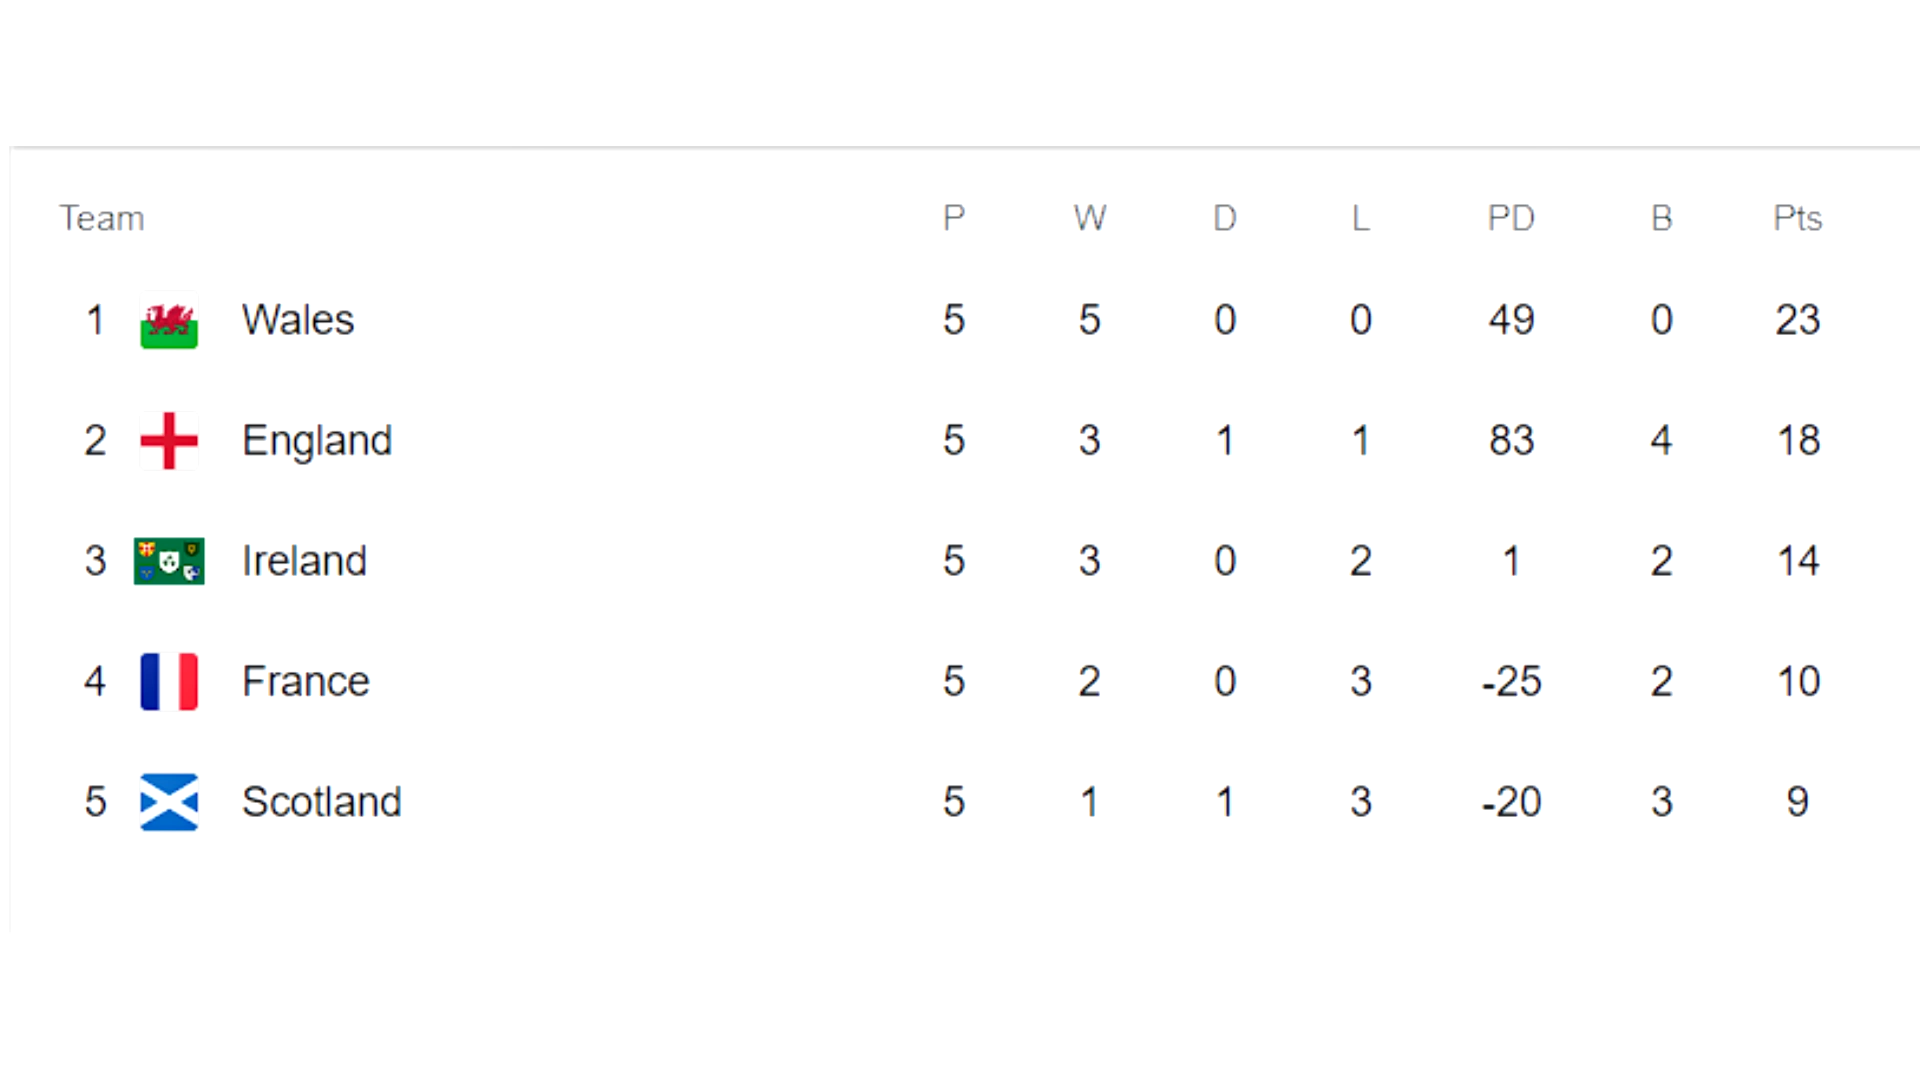 Team P W D L PD B Pts
1 Wales 5 5 0 0 49 0 23
2 England 5 3 1 1 83 4 18
3 Ireland 5 3 0 2 1 2 14
4 France 5 2 0 3 -25 2 10
5 Scotland 5 1 1 3 -20 3 9